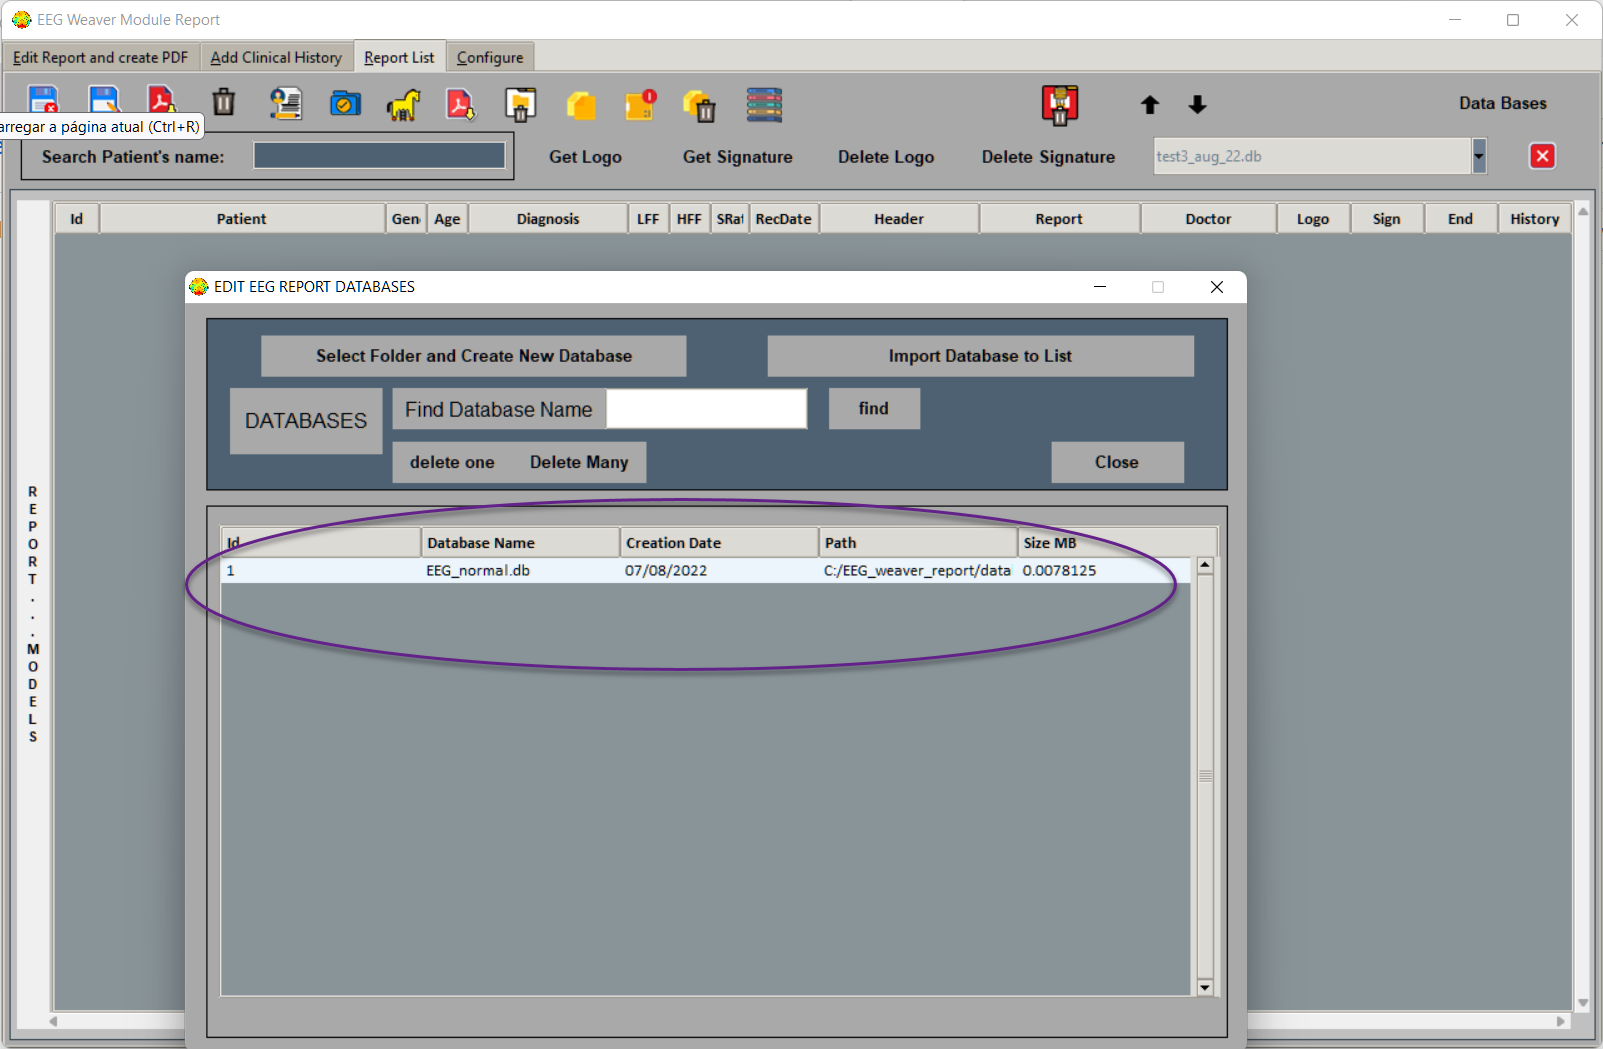 EEG Weaver Module Report
Edit Report and create PDF Add Clinical History Report List Configure
Data Bases
arregar a página atual (Ctrl+R)
Search Patient's name: Get Logo Get Signature Delete Logo Delete Signature test3_aug_22.db
Id Patient Gen Age Diagnosis LFF HFF SRat RecDate Header Report Doctor Logo Sign End History
EDIT EEG REPORT DATABASES
Select Folder and Create New Database Import Database to List
DATABASES Find Database Name find
delete one Delete Many Close
REPORT...MODELS
Id Database Name Creation Date Path Size MB
1 EEG_normal.db 07/08/2022 C:/EEG_weaver_report/data 0.0078125